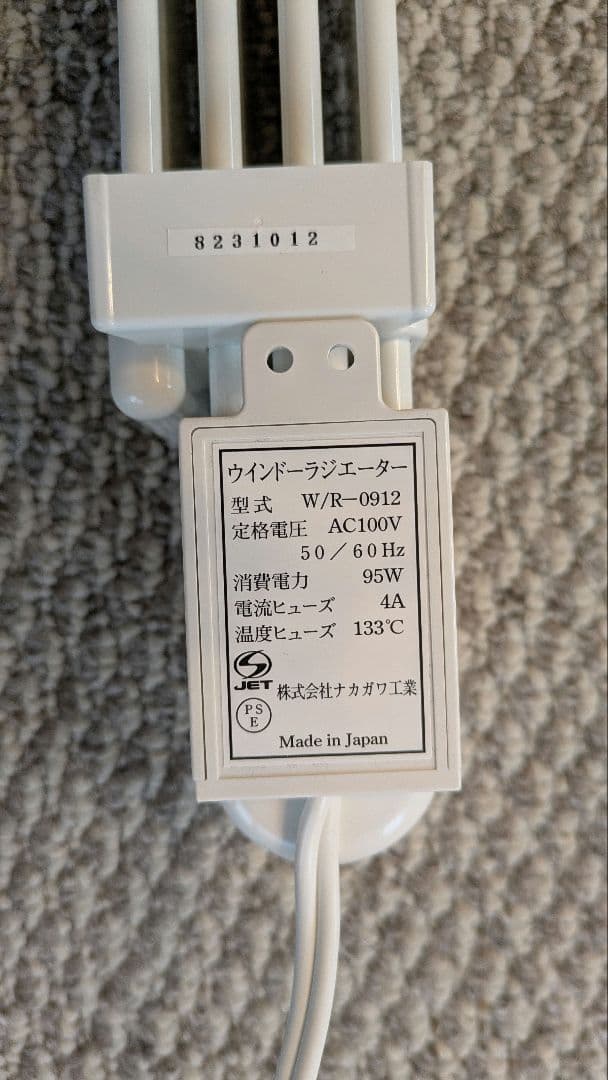 8231012
ウインドーラジエーター
型式 W/R-0912
定格電圧 AC100V
50/60Hz
消費電力 95W
電流ヒューズ 4A
温度ヒューズ 133℃
JET
株式会社ナカガワ工業
PS
E
Made in Japan